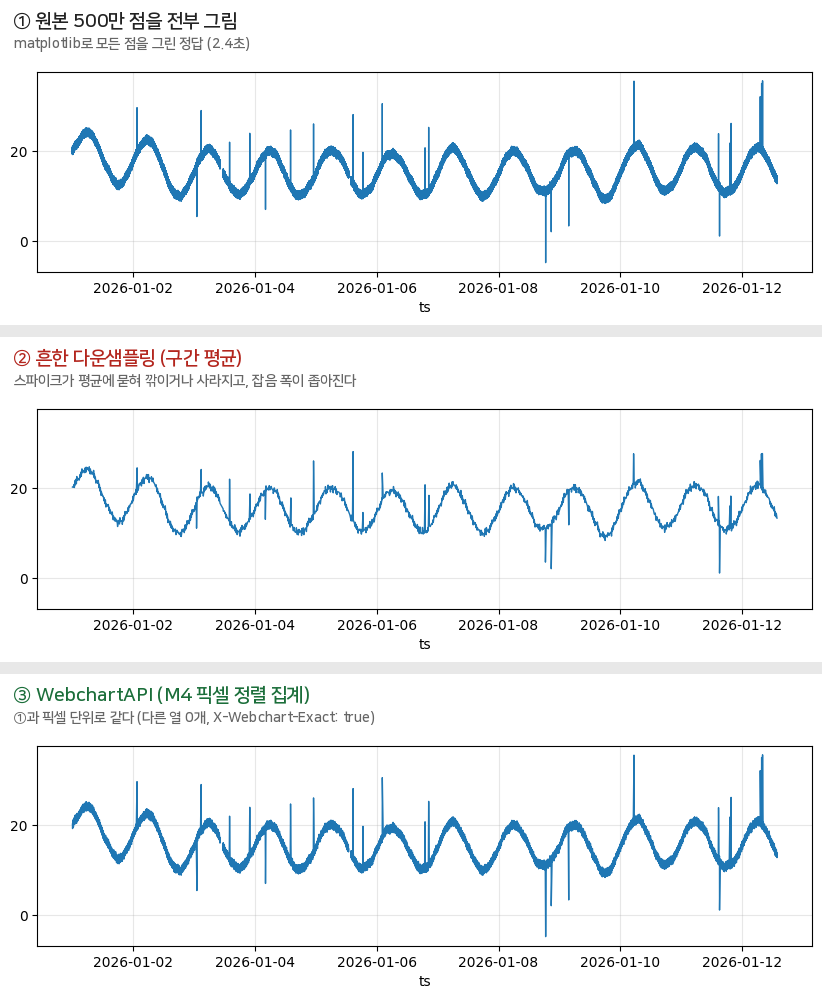 ① 원본 500만 점을 전부 그림
matplotlib로 모든 점을 그린 정답 (2.4초)
20
0
2026-01-02 2026-01-04 2026-01-06 2026-01-08 2026-01-10 2026-01-12
ts
② 흔한 다운샘플링 (구간 평균)
스파이크가 평균에 묻혀 깎이거나 사라지고, 잡음 폭이 좁아진다
20
0
2026-01-02 2026-01-04 2026-01-06 2026-01-08 2026-01-10 2026-01-12
ts
③ WebchartAPI (M4 픽셀 정렬 집계)
①과 픽셀 단위로 같다 (다른 열 0개, X-Webchart-Exact: true)
20
0
2026-01-02 2026-01-04 2026-01-06 2026-01-08 2026-01-10 2026-01-12
ts